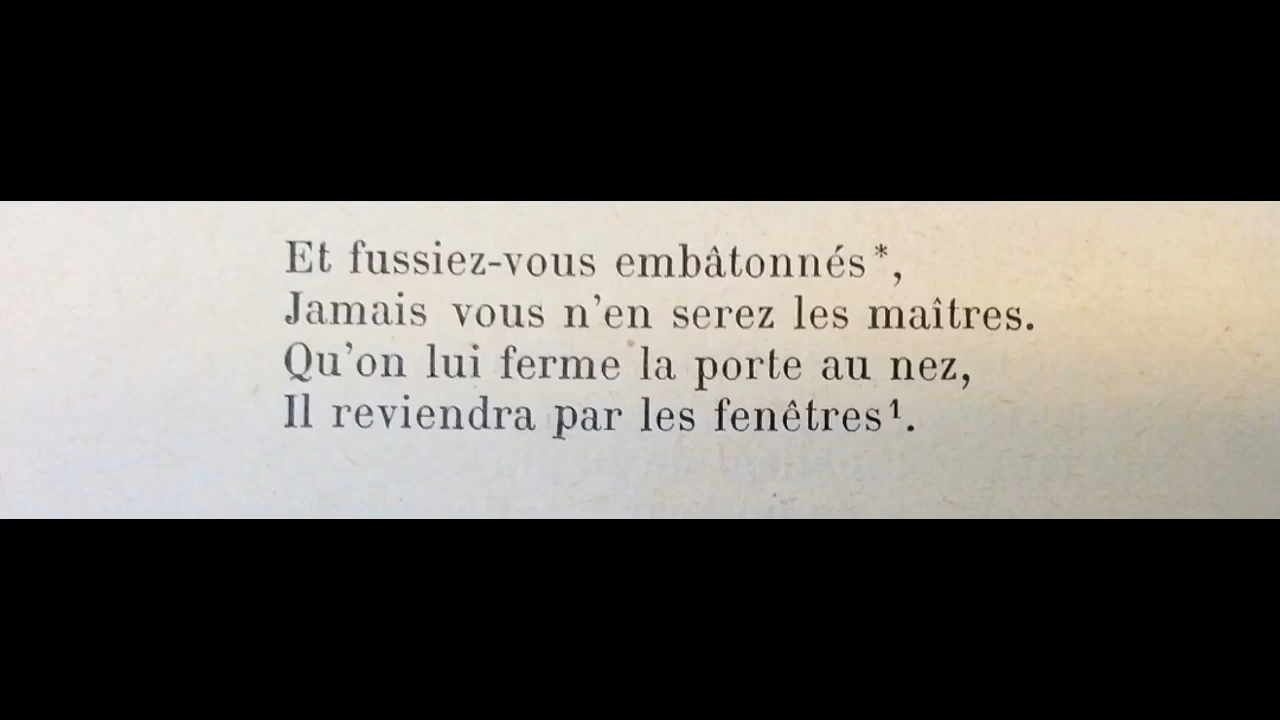 Et fussiez-vous embâtonnés*,
Jamais vous n'en serez les maîtres.
Qu'on lui ferme la porte au nez,
Il reviendra par les fenêtres¹.